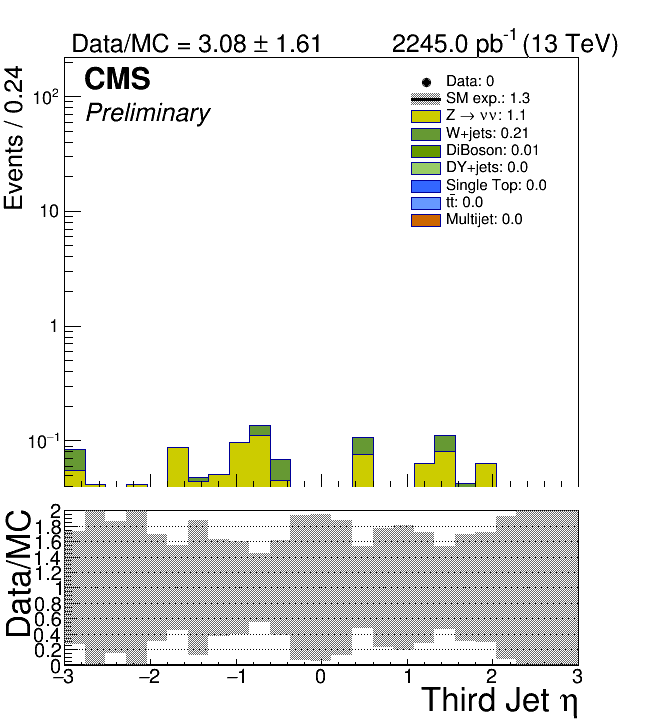 Data/MC = 3.08 ± 1.61
2245.0 pb⁻¹ (13 TeV)
CMS
Preliminary
Events / 0.24
10²
10
1
10⁻¹
Data: 0
SM exp.: 1.3
Z → νν: 1.1
W+jets: 0.21
DiBoson: 0.01
DY+jets: 0.0
Single Top: 0.0
tt̄: 0.0
Multijet: 0.0
Data/MC
2
1.8
1.6
1.4
1.2
1
0.8
0.6
0.4
0.2
0
−3 −2 −1 0 1 2 3
Third Jet η